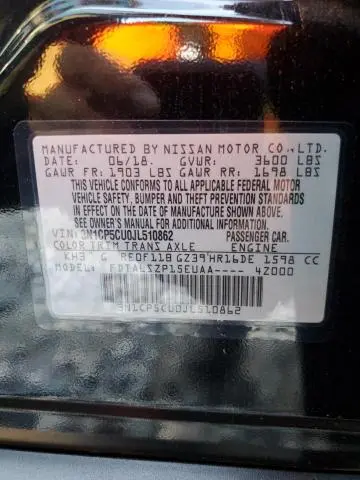 MANUFACTURED BY NISSAN MOTOR CO.,LTD.
DATE: 06/18. GVWR: 3600 LBS
GAWR FR: 1903 LBS GAWR RR: 1698 LBS
THIS VEHICLE CONFORMS TO ALL APPLICABLE FEDERAL MOTOR
VEHICLE SAFETY, BUMPER, AND THEFT PREVENTION STANDARDS
IN EFFECT ON THE DATE OF MANUFACTURE SHOWN ABOVE.
SEE OWNER'S MANUAL FOR ADDITIONAL INFORMATION.
VIN: 3N1CP5CU0JL510862 PASSENGER CAR.
COLOR TRIM TRANS AXLE ENGINE
KH3 G RE0F11B GZ39 HR16DE 1598 CC
MODEL: FDTALSZP15EUAA---- 4Z000
3N1CP5CU0JL510862